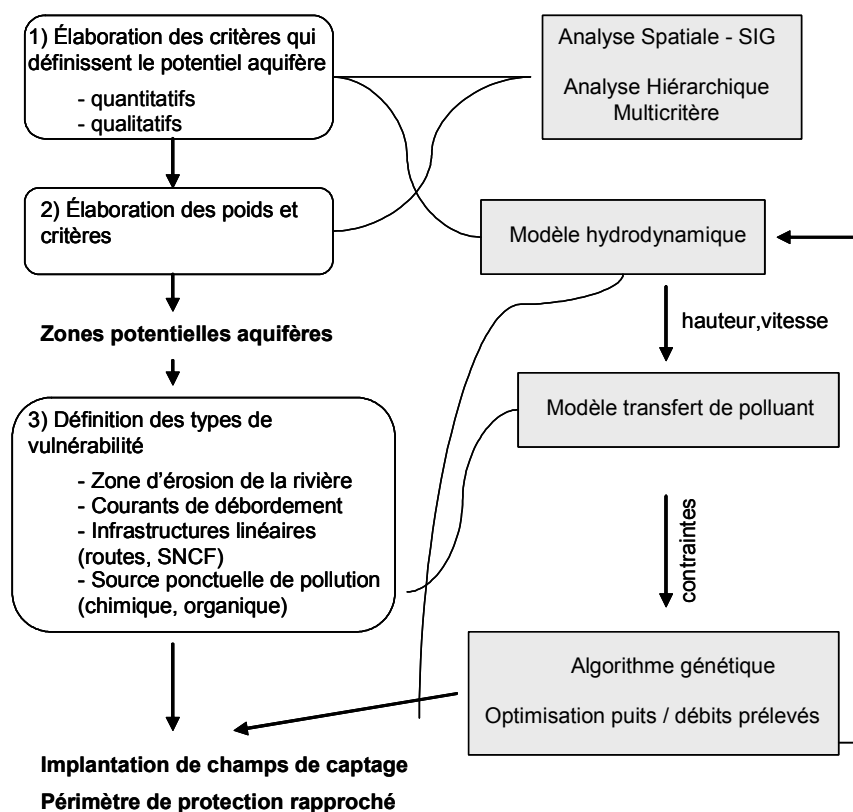 1) Élaboration des critères qui
définissent le potentiel aquifère
- quantitatifs
- qualitatifs
2) Élaboration des poids et
critères
Zones potentielles aquifères
3) Définition des types de
vulnérabilité
- Zone d'érosion de la rivière
- Courants de débordement
- Infrastructures linéaires
(routes, SNCF)
- Source ponctuelle de pollution
(chimique, organique)
Implantation de champs de captage
Périmètre de protection rapproché
Analyse Spatiale - SIG
Analyse Hiérarchique
Multicritère
Modèle hydrodynamique
hauteur,vitesse
Modèle transfert de polluant
contraintes
Algorithme génétique
Optimisation puits / débits prélevés